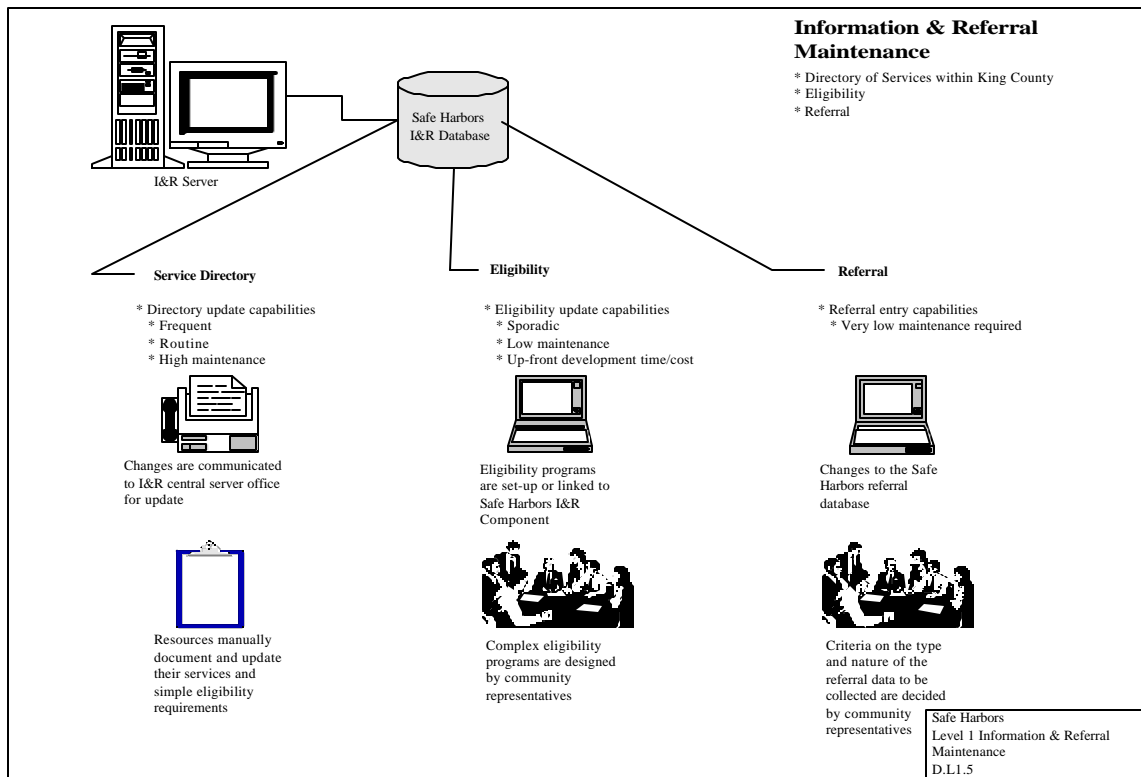 Information & Referral
Maintenance
* Directory of Services within King County
* Eligibility
* Referral
Safe Harbors
I&R Database
I&R Server
Service Directory
* Directory update capabilities
* Frequent
* Routine
* High maintenance
Changes are communicated
to I&R central server office
for update
Resources manually
document and update
their services and
simple eligibility
requirements
Eligibility
* Eligibility update capabilities
* Sporadic
* Low maintenance
* Up-front development time/cost
Eligibility programs
are set-up or linked to
Safe Harbors I&R
Component
Complex eligibility
programs are designed
by community
representatives
Referral
* Referral entry capabilities
* Very low maintenance required
Changes to the Safe
Harbors referral
database
Criteria on the type
and nature of the
referral data to be
collected are decided
by community
representatives
Safe Harbors
Level 1 Information & Referral
Maintenance
D.L1.5